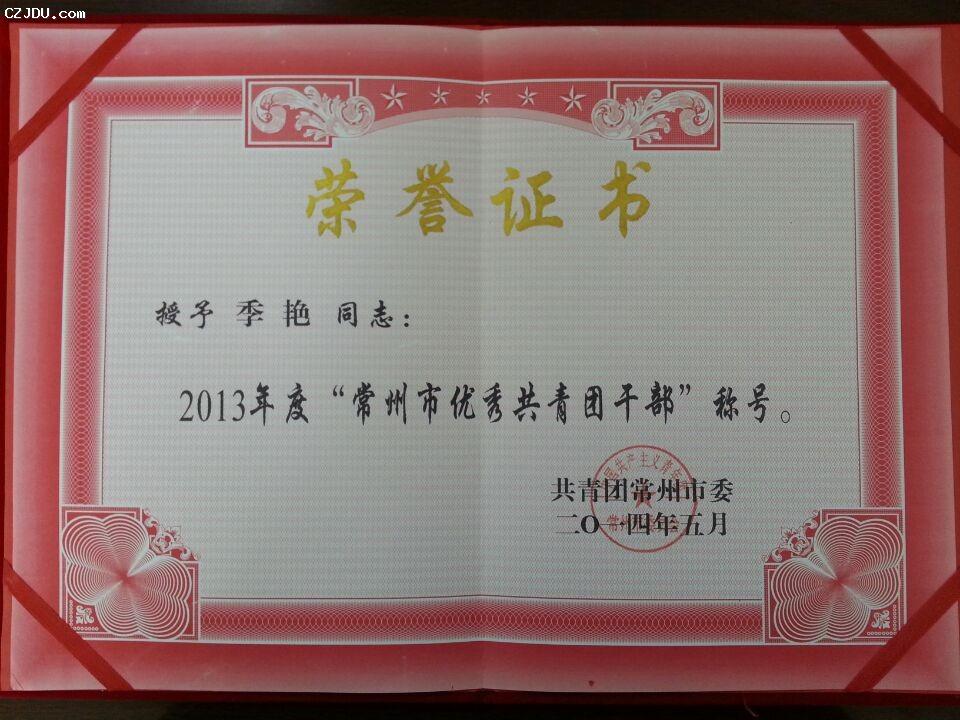 CZJDU.com
荣誉证书
授予 季艳 同志：
2013年度“常州市优秀共青团干部”称号。
共青团常州市委
二〇一四年五月